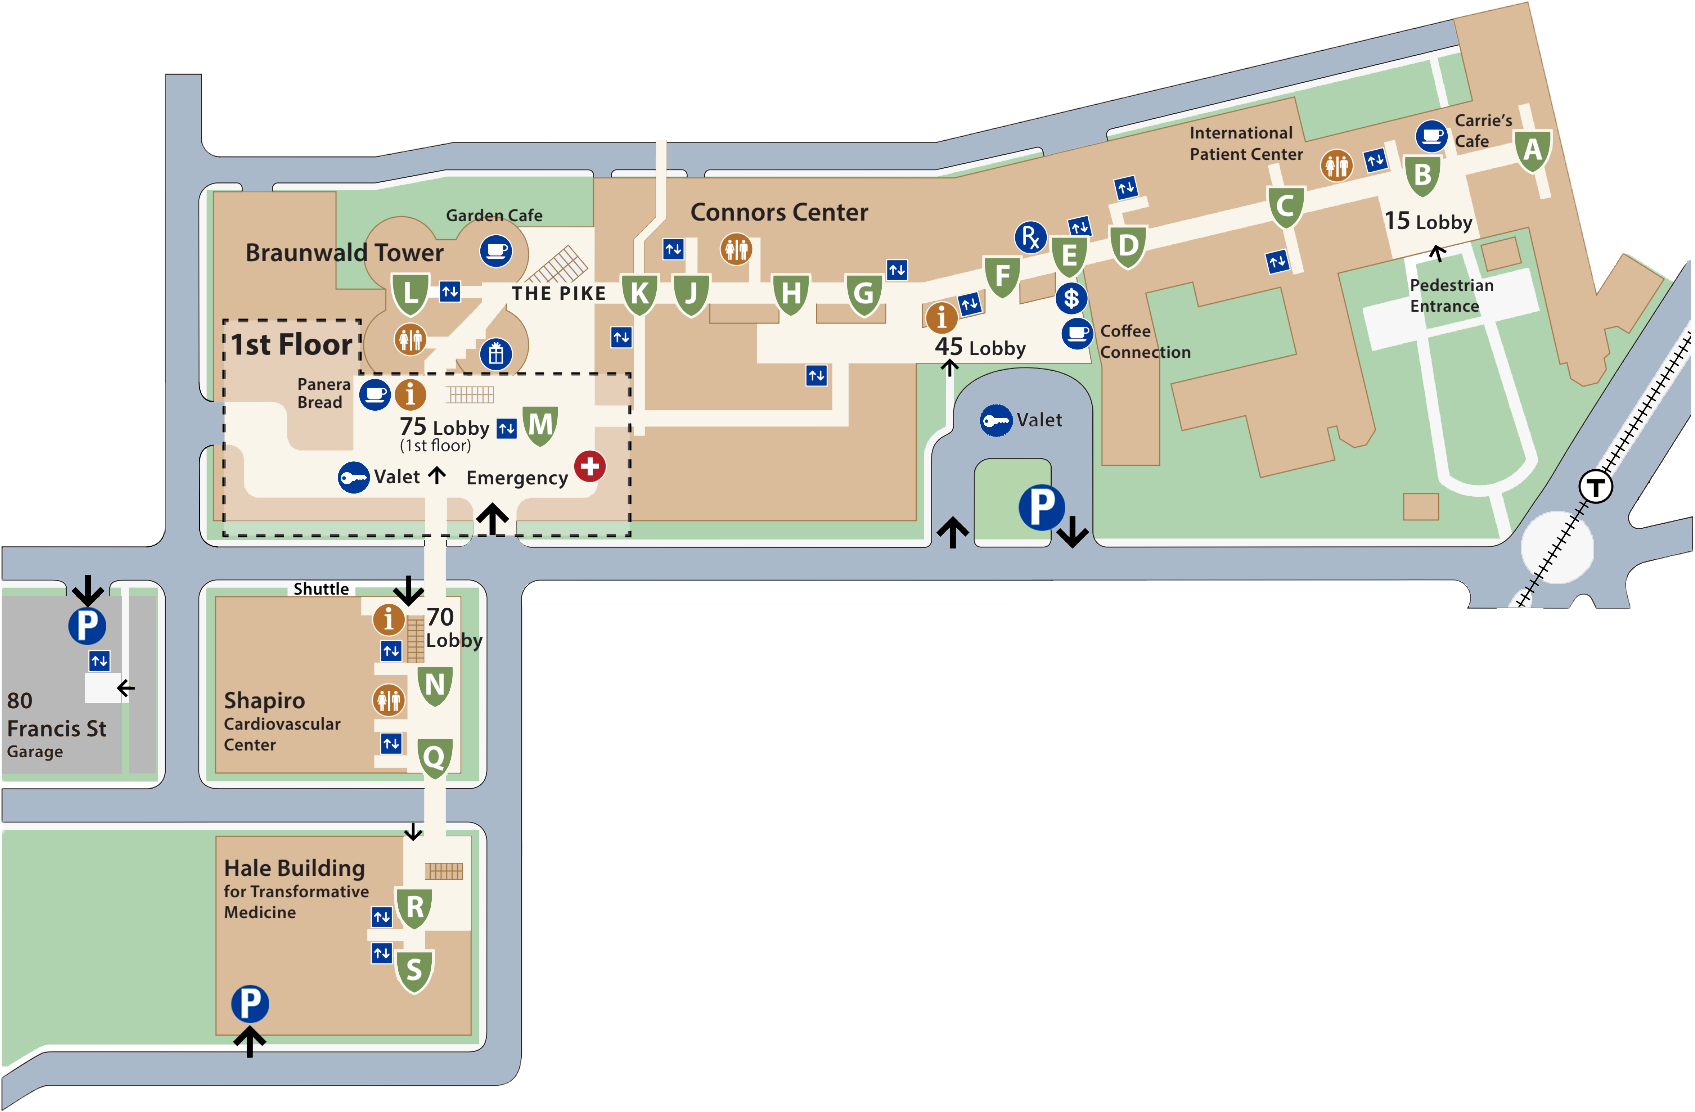 International
Patient Center
Carrie's
Cafe
A
B
C
15 Lobby
Pedestrian
Entrance
Connors Center
Garden Cafe
Braunwald Tower
Rx
E
D
F
L
THE PIKE
K
J
H
G
i
$
45 Lobby
Coffee
Connection
1st Floor
Panera
Bread
i
75 Lobby
(1st floor)
M
Valet
Valet
Emergency
P
T
Shuttle
P
i
70
Lobby
N
80
Francis St
Garage
Shapiro
Cardiovascular
Center
Q
Hale Building
for Transformative
Medicine
R
S
P